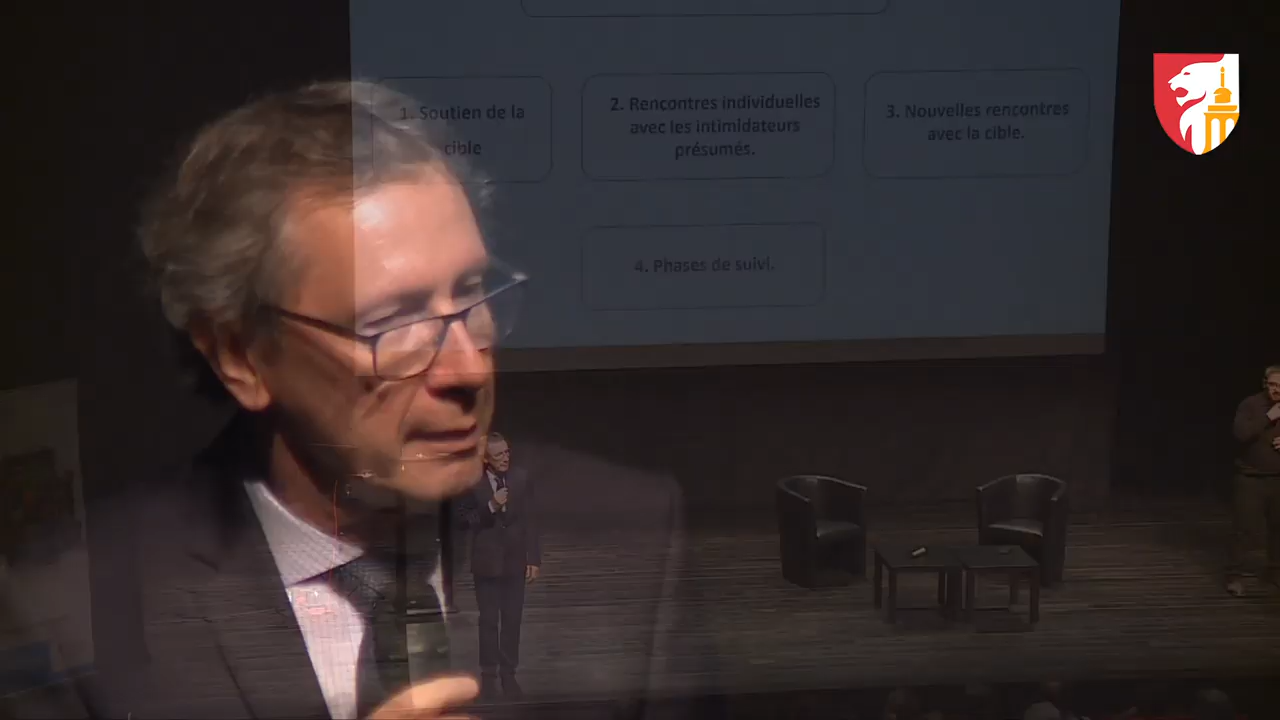 1. Soutien de la
cible
2. Rencontres individuelles
avec les intimidateurs
présumés.
3. Nouvelles rencontres
avec la cible.
4. Phases de suivi.